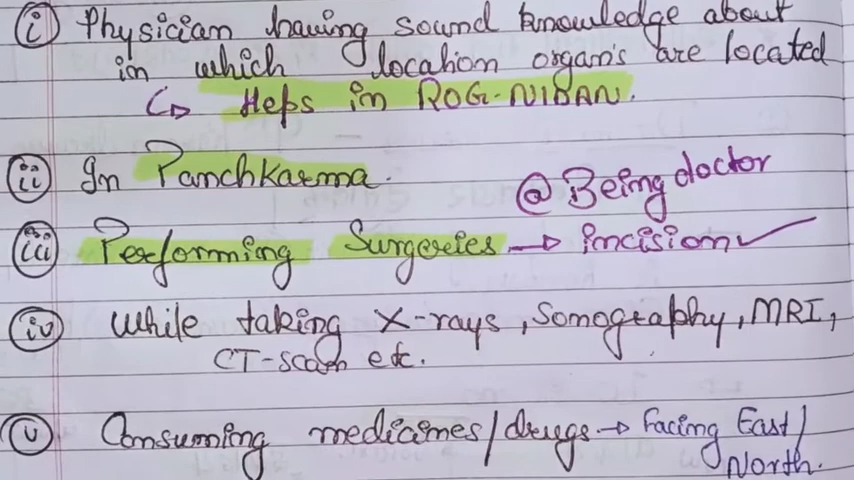 (i) Physician having sound knowledge about
in which location organ's are located
↳ Heps in ROG-NIDAN.
(ii) In Panchkarma.
@ Being doctor
(iii) Performing Surgeries → incision ✓
(iv) While taking X-rays, Sonography, MRI,
CT-scan etc.
(v) Consuming medicines/drugs → Facing East/
North.